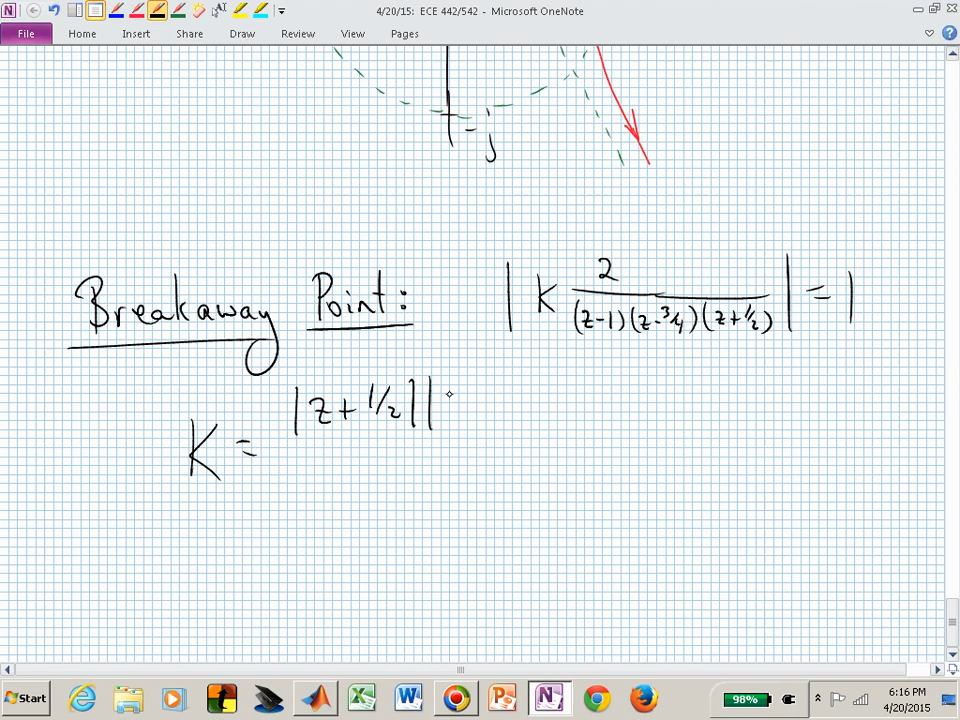 4/20/15: ECE 442/542 - Microsoft OneNote
File Home Insert Share Draw Review Pages View
-j
Breakaway Point: | K 2 / (z-1)(z-3/4)(z+1/2) | = 1
K = |z+1/2||
Start
98%
6:16 PM
4/20/2015